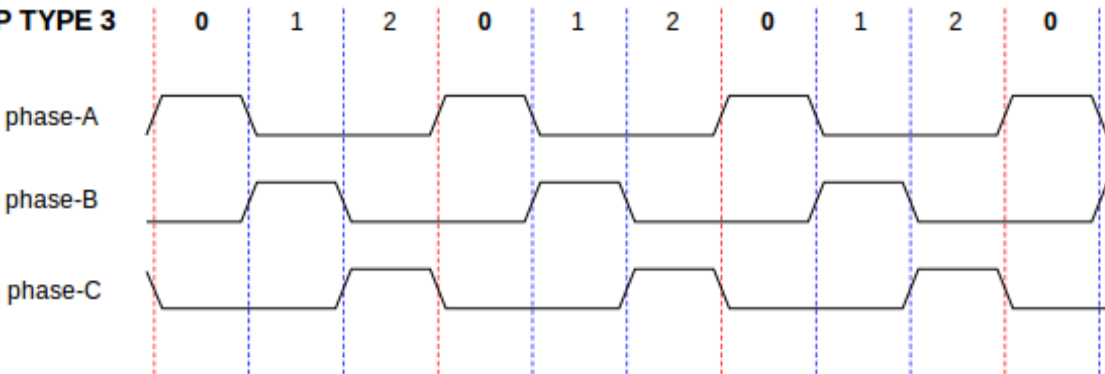 P TYPE 3 0 1 2 0 1 2 0 1 2 0
phase-A
phase-B
phase-C